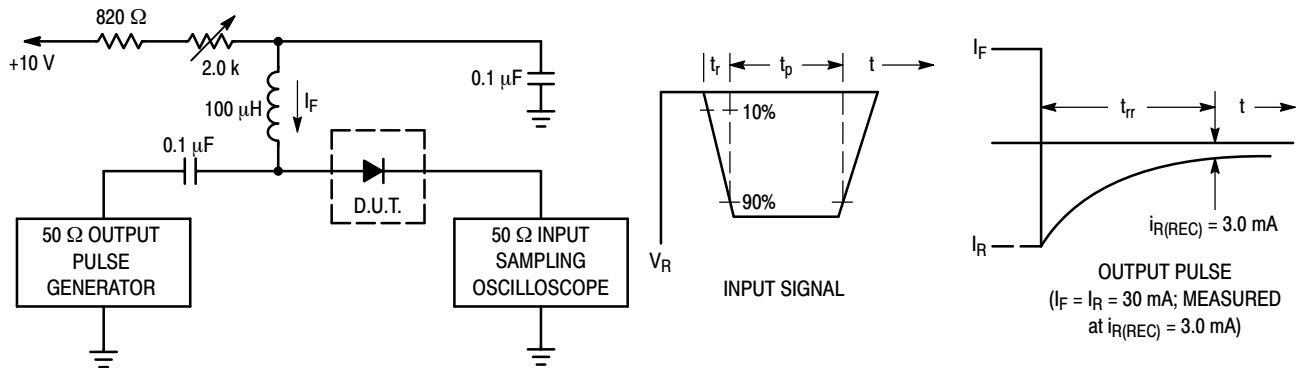 820 Ω
+10 V
2.0 k
100 µH
I_F
0.1 µF
0.1 µF
D.U.T.
50 Ω OUTPUT
PULSE
GENERATOR
50 Ω INPUT
SAMPLING
OSCILLOSCOPE
t_r
t_p
t
10%
90%
V_R
INPUT SIGNAL
I_F
t_rr
t
I_R
i_R(REC) = 3.0 mA
OUTPUT PULSE
(I_F = I_R = 30 mA; MEASURED
at i_R(REC) = 3.0 mA)